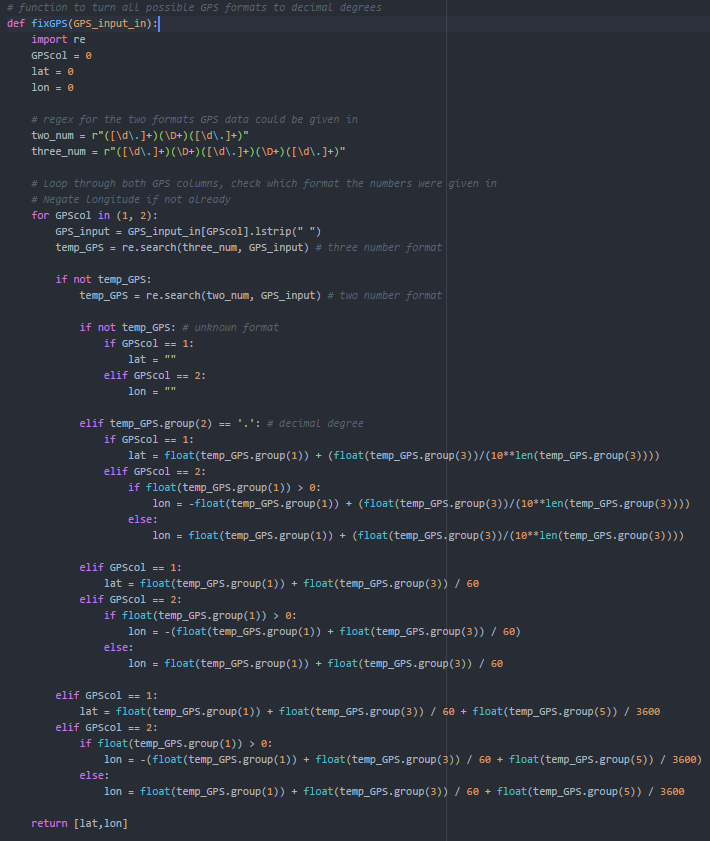 # function to turn all possible GPS formats to decimal degrees
def fixGPS(GPS_input_in):
    import re
    GPScol = 0
    lat = 0
    lon = 0

    # regex for the two formats GPS data could be given in
    two_num = r"([\d\.]+)(\D+)([\d\.]+)"
    three_num = r"([\d\.]+)(\D+)([\d\.]+)(\D+)([\d\.]+)"

    # Loop through both GPS columns, check which format the numbers were given in
    # Negate longitude if not already
    for GPScol in (1, 2):
        GPS_input = GPS_input_in[GPScol].lstrip(" ")
        temp_GPS = re.search(three_num, GPS_input) # three number format

        if not temp_GPS:
            temp_GPS = re.search(two_num, GPS_input) # two number format

            if not temp_GPS: # unknown format
                if GPScol == 1:
                    lat = ""
                elif GPScol == 2:
                    lon = ""

            elif temp_GPS.group(2) == '.': # decimal degree
                if GPScol == 1:
                    lat = float(temp_GPS.group(1)) + (float(temp_GPS.group(3))/(10**len(temp_GPS.group(3))))
                elif GPScol == 2:
                    if float(temp_GPS.group(1)) > 0:
                        lon = -float(temp_GPS.group(1)) + (float(temp_GPS.group(3))/(10**len(temp_GPS.group(3))))
                    else:
                        lon = float(temp_GPS.group(1)) + (float(temp_GPS.group(3))/(10**len(temp_GPS.group(3))))

            elif GPScol == 1:
                lat = float(temp_GPS.group(1)) + float(temp_GPS.group(3)) / 60
            elif GPScol == 2:
                if float(temp_GPS.group(1)) > 0:
                    lon = -(float(temp_GPS.group(1)) + float(temp_GPS.group(3)) / 60)
                else:
                    lon = float(temp_GPS.group(1)) + float(temp_GPS.group(3)) / 60

        elif GPScol == 1:
            lat = float(temp_GPS.group(1)) + float(temp_GPS.group(3)) / 60 + float(temp_GPS.group(5)) / 3600
        elif GPScol == 2:
            if float(temp_GPS.group(1)) > 0:
                lon = -(float(temp_GPS.group(1)) + float(temp_GPS.group(3)) / 60 + float(temp_GPS.group(5)) / 3600)
            else:
                lon = float(temp_GPS.group(1)) + float(temp_GPS.group(3)) / 60 + float(temp_GPS.group(5)) / 3600

    return [lat,lon]